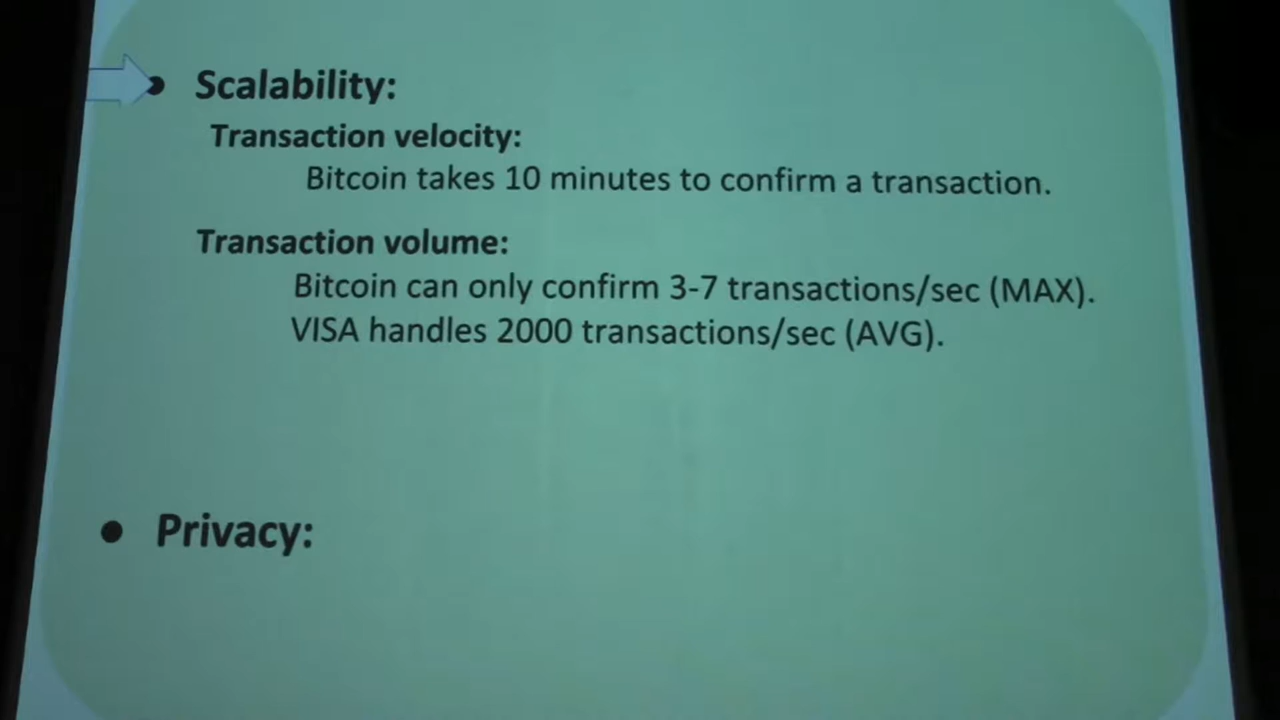 • Scalability:
Transaction velocity:
Bitcoin takes 10 minutes to confirm a transaction.
Transaction volume:
Bitcoin can only confirm 3-7 transactions/sec (MAX).
VISA handles 2000 transactions/sec (AVG).
• Privacy: